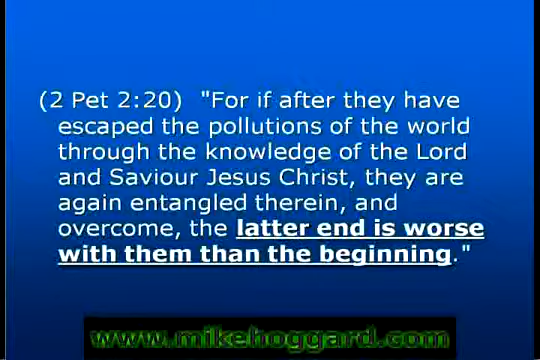 (2 Pet 2:20) "For if after they have
escaped the pollutions of the world
through the knowledge of the Lord
and Saviour Jesus Christ, they are
again entangled therein, and
overcome, the latter end is worse
with them than the beginning."
www.mikehoggard.com